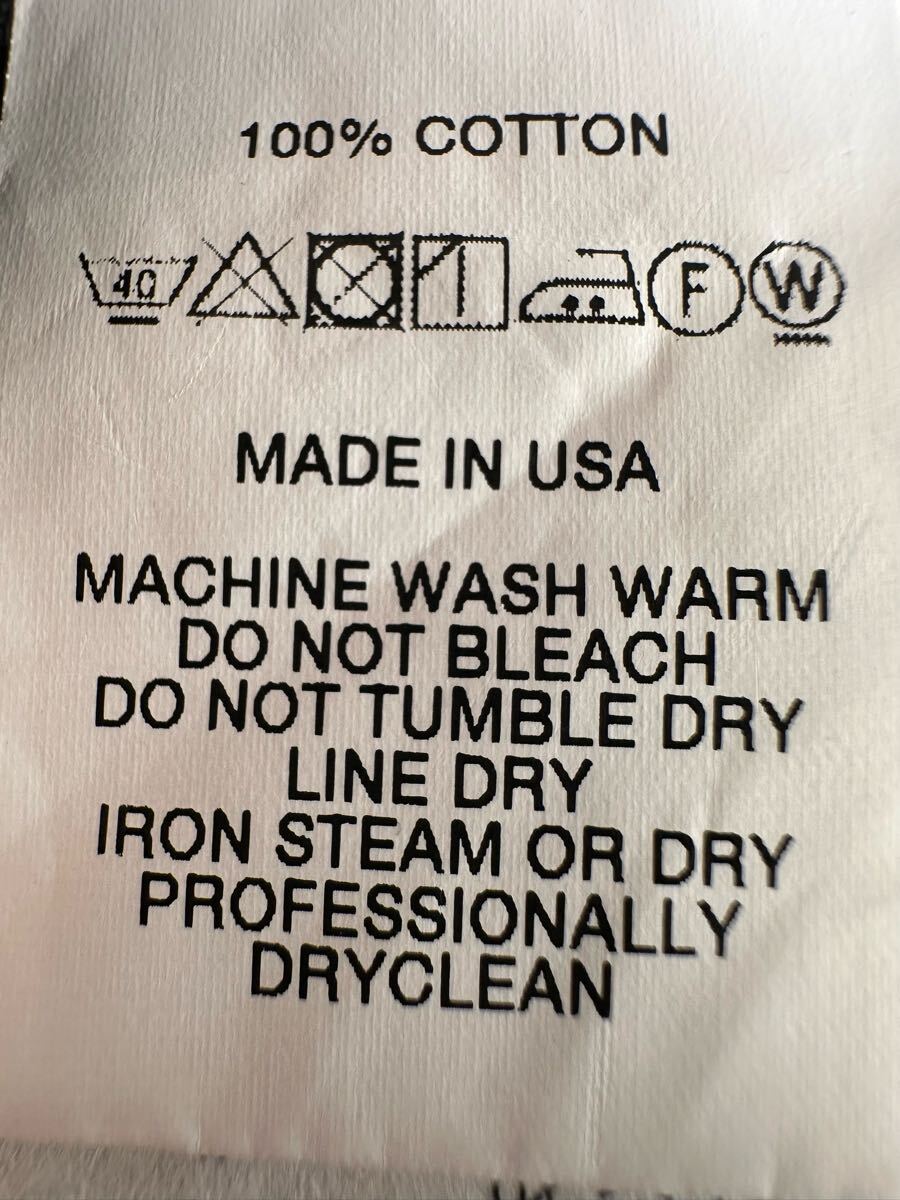 100% COTTON
40 F W
MADE IN USA
MACHINE WASH WARM
DO NOT BLEACH
DO NOT TUMBLE DRY
LINE DRY
IRON STEAM OR DRY
PROFESSIONALLY
DRYCLEAN